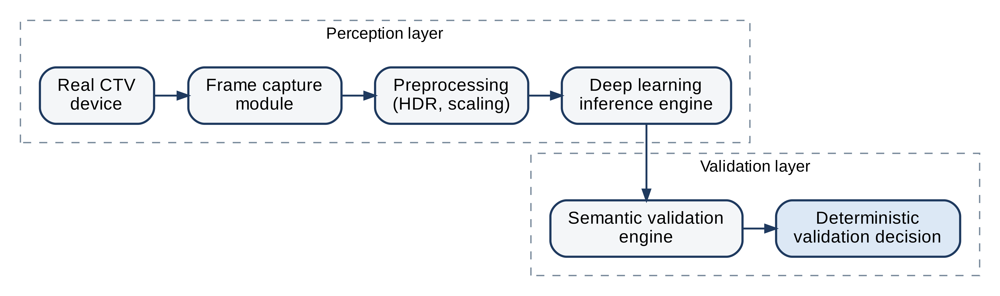 Perception layer
Real CTV
device
Frame capture
module
Preprocessing
(HDR, scaling)
Deep learning
inference engine
Validation layer
Semantic validation
engine
Deterministic
validation decision